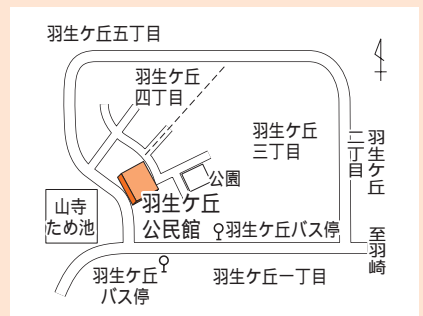 羽生ケ丘五丁目
羽生ケ丘
四丁目
羽生ケ丘
三丁目
羽生ケ丘
二丁目
公園
山寺
ため池
羽生ケ丘
公民館
羽生ケ丘バス停
至羽崎
羽生ケ丘
バス停
羽生ケ丘一丁目